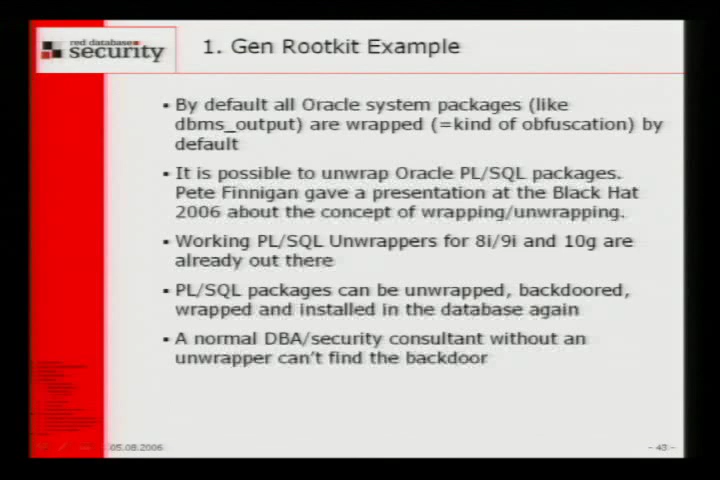 red database
security
1. Gen Rootkit Example
▪ By default all Oracle system packages (like
dbms_output) are wrapped (=kind of obfuscation) by
default
▪ It is possible to unwrap Oracle PL/SQL packages.
Pete Finnigan gave a presentation at the Black Hat
2006 about the concept of wrapping/unwrapping.
▪ Working PL/SQL Unwrappers for 8i/9i and 10g are
already out there
▪ PL/SQL packages can be unwrapped, backdoored,
wrapped and installed in the database again
▪ A normal DBA/security consultant without an
unwrapper can't find the backdoor
05.08.2006
- 43 -